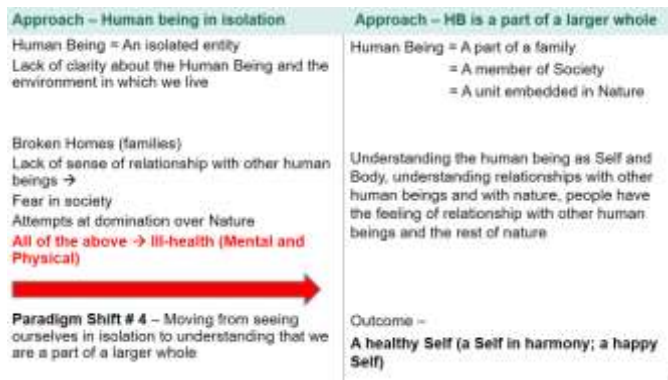 Approach – Human being in isolation
Human Being = An isolated entity
Lack of clarity about the Human Being and the
environment in which we live
Broken Homes (families)
Lack of sense of relationship with other human
beings →
Fear in society
Attempts at domination over Nature
All of the above → Ill-health (Mental and
Physical)
Paradigm Shift # 4 – Moving from seeing
ourselves in isolation to understanding that we
are a part of a larger whole
Approach – HB is a part of a larger whole
Human Being = A part of a family
= A member of Society
= A unit embedded in Nature
Understanding the human being as Self and
Body, understanding relationships with other
human beings and with nature, people have
the feeling of relationship with other human
beings and the rest of nature
Outcome –
A healthy Self (a Self in harmony; a happy
Self)